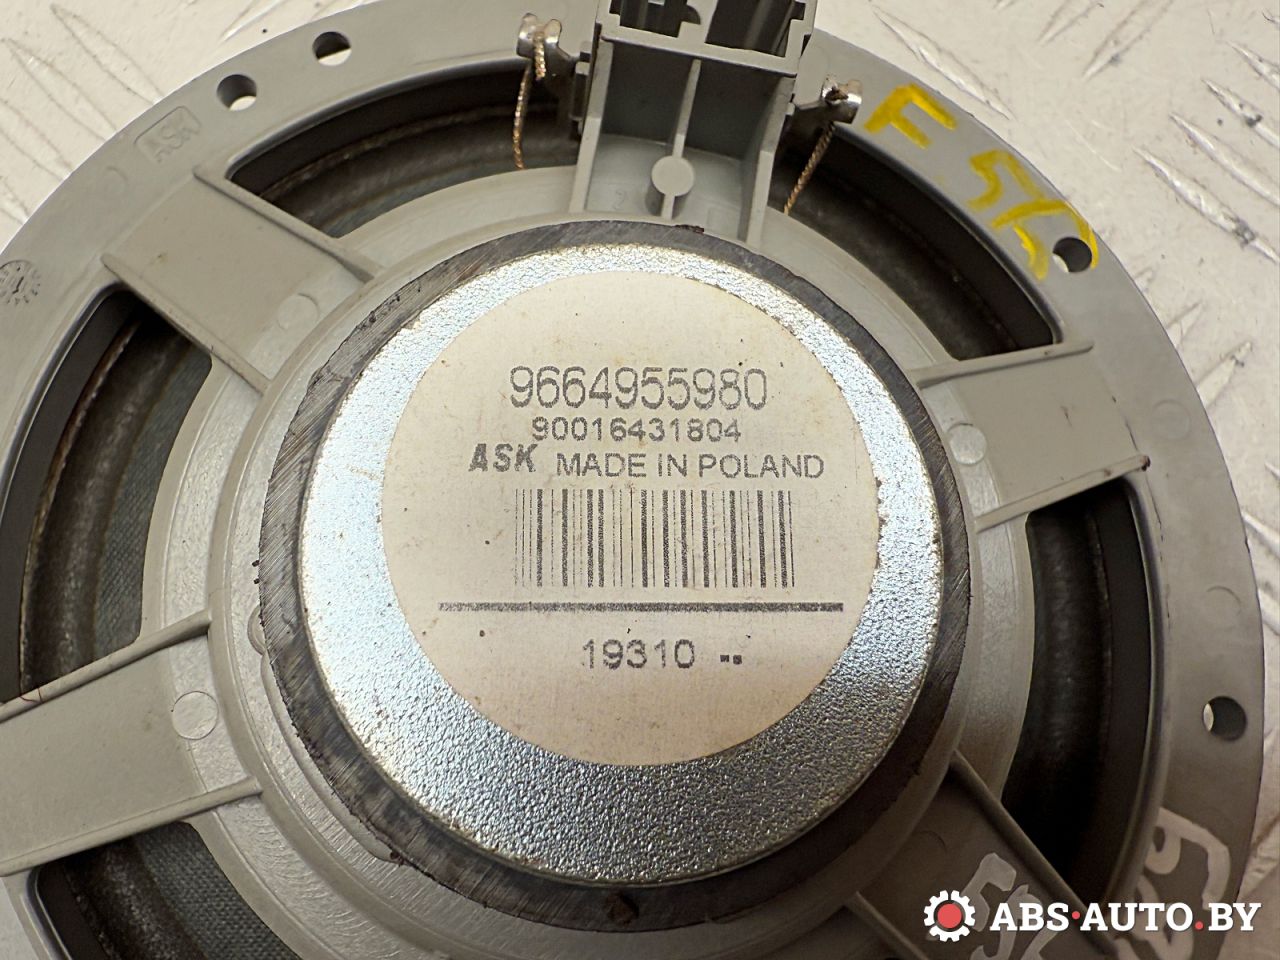 ASK
F
9664955980
90016431804
ASK MADE IN POLAND
19310
ABS·AUTO.BY